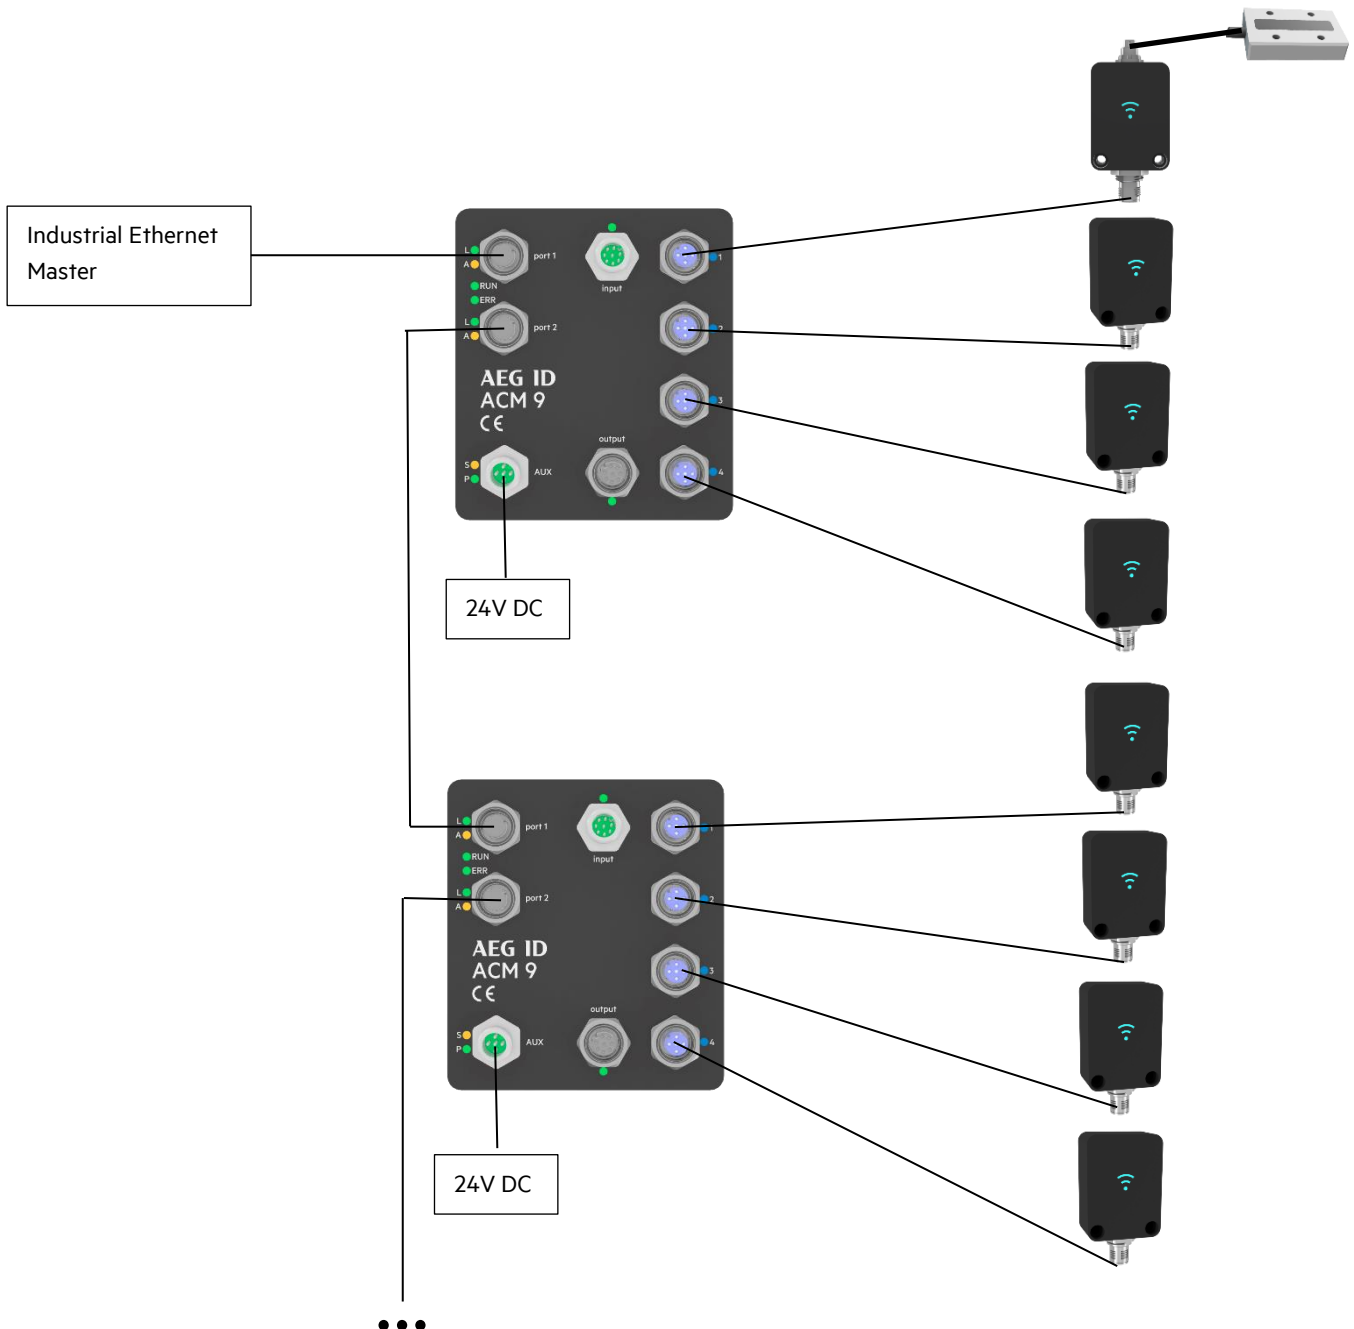 Industrial Ethernet
Master
L
A
port 1
RUN
ERR
L
A
port 2
input
1
2
3
4
AEG ID
ACM 9
CE
S
P
AUX
output
24V DC
L
A
port 1
RUN
ERR
L
A
port 2
input
1
2
3
4
AEG ID
ACM 9
CE
S
P
AUX
output
24V DC
•••